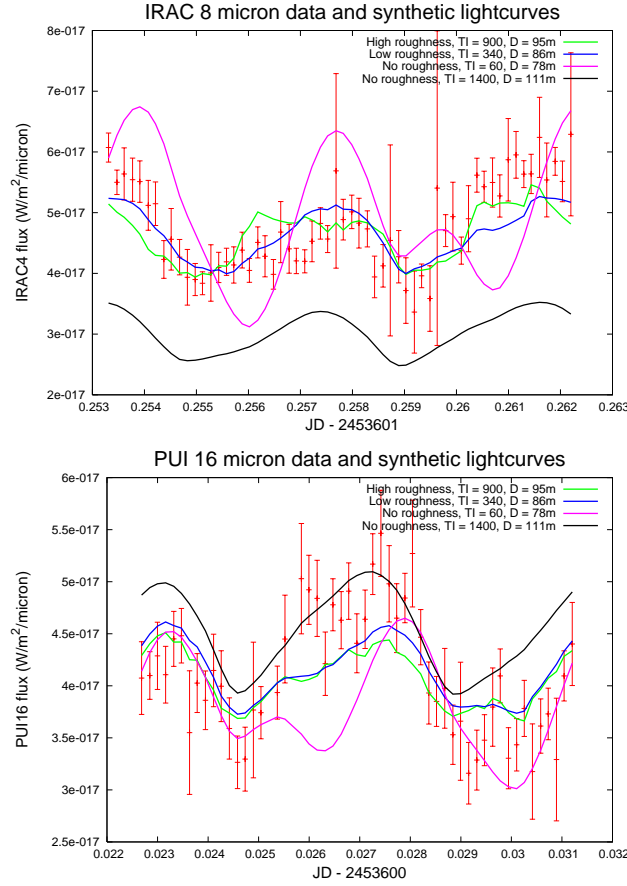 IRAC 8 micron data and synthetic lightcurves
8e-017
7e-017
6e-017
5e-017
4e-017
3e-017
2e-017
IRAC4 flux (W/m²/micron)
High roughness, TI = 900, D = 95m
Low roughness, TI = 340, D = 86m
No roughness, TI = 60, D = 78m
No roughness, TI = 1400, D = 111m
0.253 0.254 0.255 0.256 0.257 0.258 0.259 0.26 0.261 0.262 0.263
JD - 2453601
PUI 16 micron data and synthetic lightcurves
6e-017
5.5e-017
5e-017
4.5e-017
4e-017
3.5e-017
3e-017
2.5e-017
PUI16 flux (W/m²/micron)
High roughness, TI = 900, D = 95m
Low roughness, TI = 340, D = 86m
No roughness, TI = 60, D = 78m
No roughness, TI = 1400, D = 111m
0.022 0.023 0.024 0.025 0.026 0.027 0.028 0.029 0.03 0.031 0.032
JD - 2453600